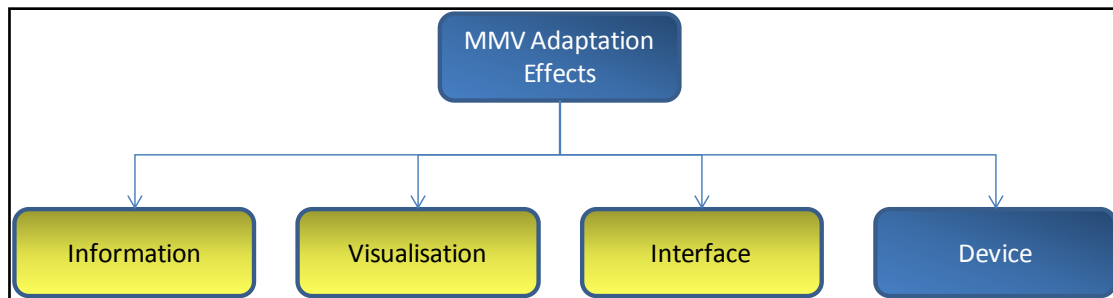 MMV Adaptation
Effects
Information
Visualisation
Interface
Device